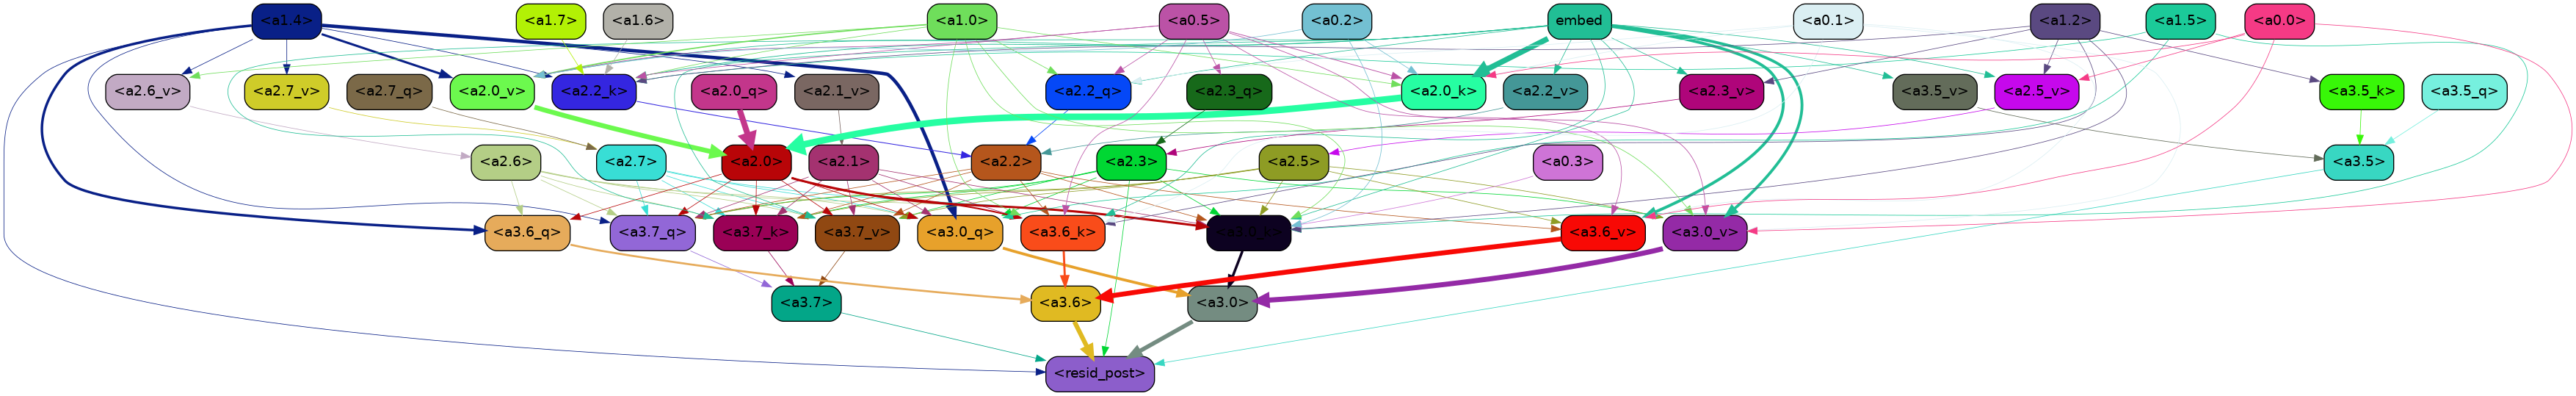 <a1.4> <a1.7> <a1.6> <a1.0> <a0.5> <a0.2> embed <a0.1> <a1.2> <a1.5> <a0.0>
<a2.6_v> <a2.7_v> <a2.7_q> <a2.0_v> <a2.2_k> <a2.0_q> <a2.1_v> <a2.2_q> <a2.3_q> <a2.0_k> <a2.2_v> <a2.3_v> <a3.5_v> <a2.5_v> <a3.5_k> <a3.5_q>
<a2.6> <a2.7> <a2.0> <a2.1> <a2.2> <a2.3> <a2.5> <a0.3> <a3.5>
<a3.6_q> <a3.7_q> <a3.7_k> <a3.7_v> <a3.0_q> <a3.6_k> <a3.0_k> <a3.6_v> <a3.0_v>
<a3.7> <a3.6> <a3.0>
<resid_post>